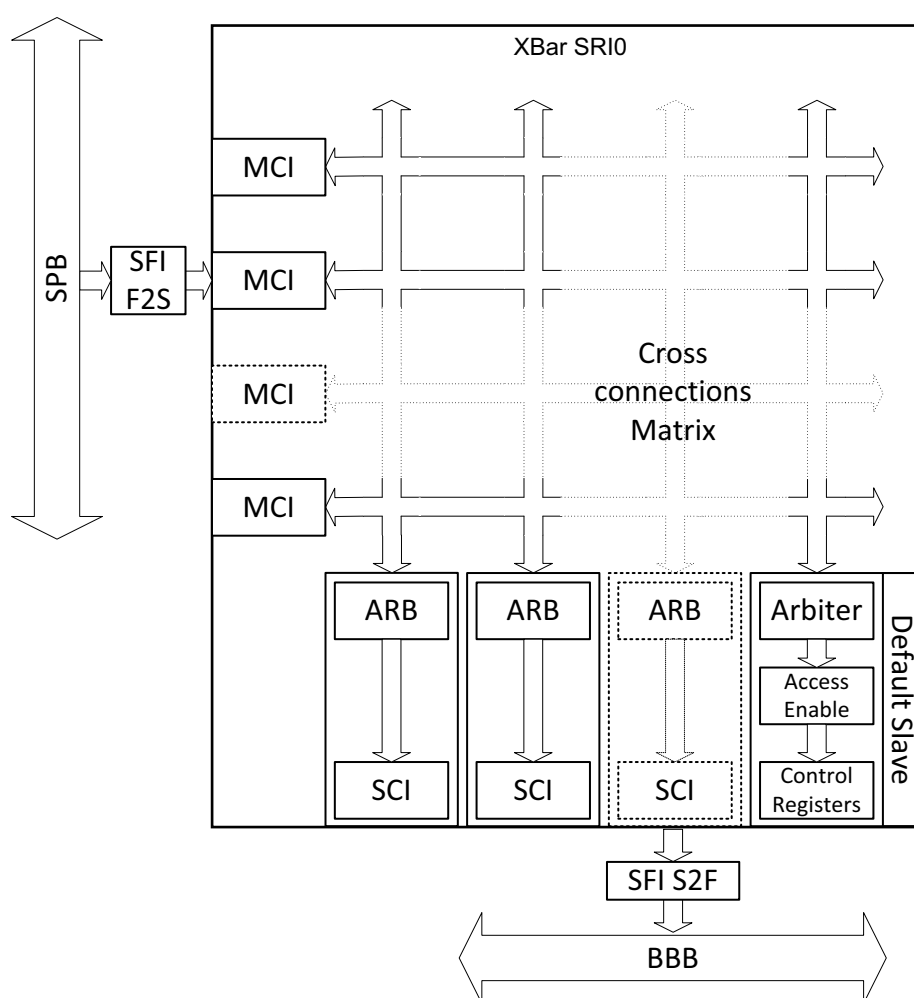 XBar SRI0
MCI
SPB
SFI
F2S
MCI
MCI
Cross
connections
Matrix
MCI
ARB
ARB
ARB
Arbiter
Access
Enable
SCI
SCI
SCI
Control
Registers
Default Slave
SFI S2F
BBB